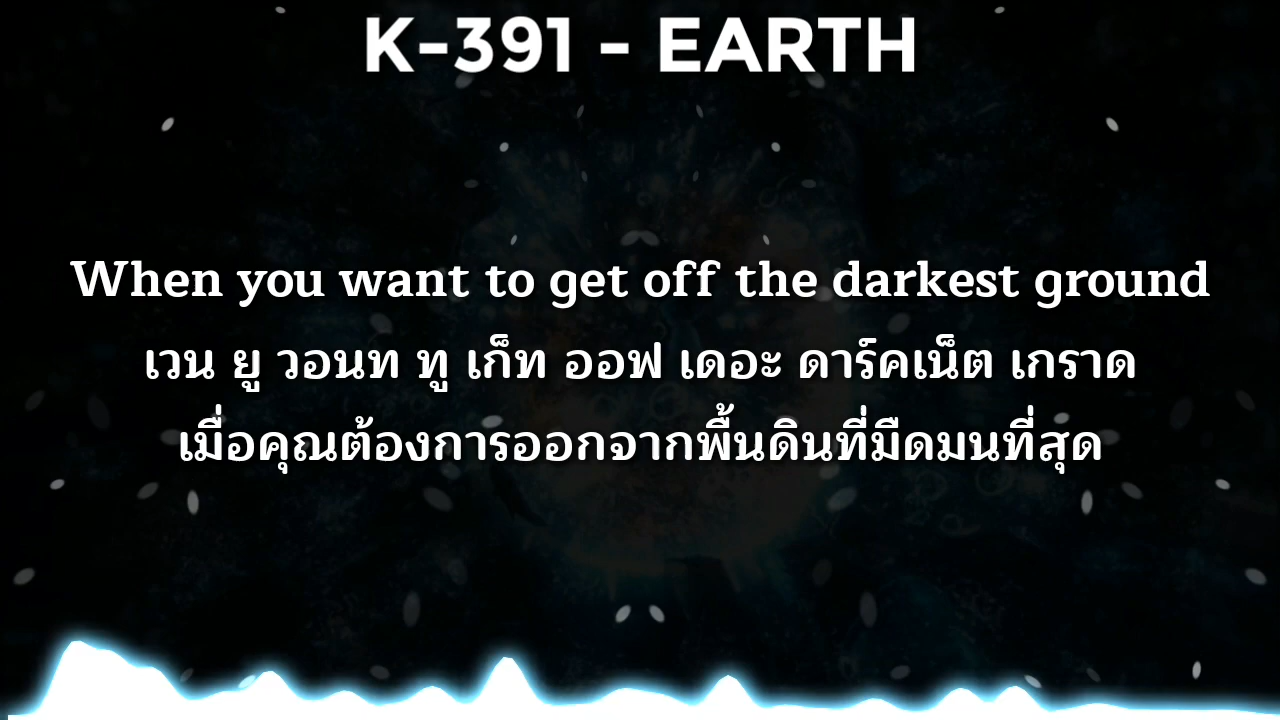 K-391 - EARTH
When you want to get off the darkest ground
เวน ยู วอนท ทู เก็ท ออฟ เดอะ ดาร์คเน็ต เกราด
เมื่อคุณต้องการออกจากพื้นดินที่มืดมนที่สุด